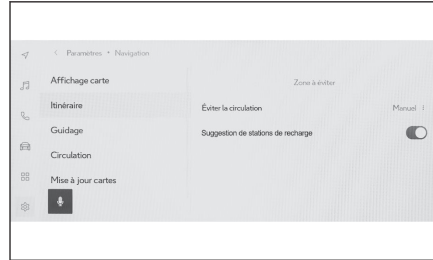 Paramètres • Navigation
Affichage carte
Itinéraire
Guidage
Circulation
Mise à jour cartes
Zone à éviter
Éviter la circulation
Manuel
Suggestion de stations de recharge